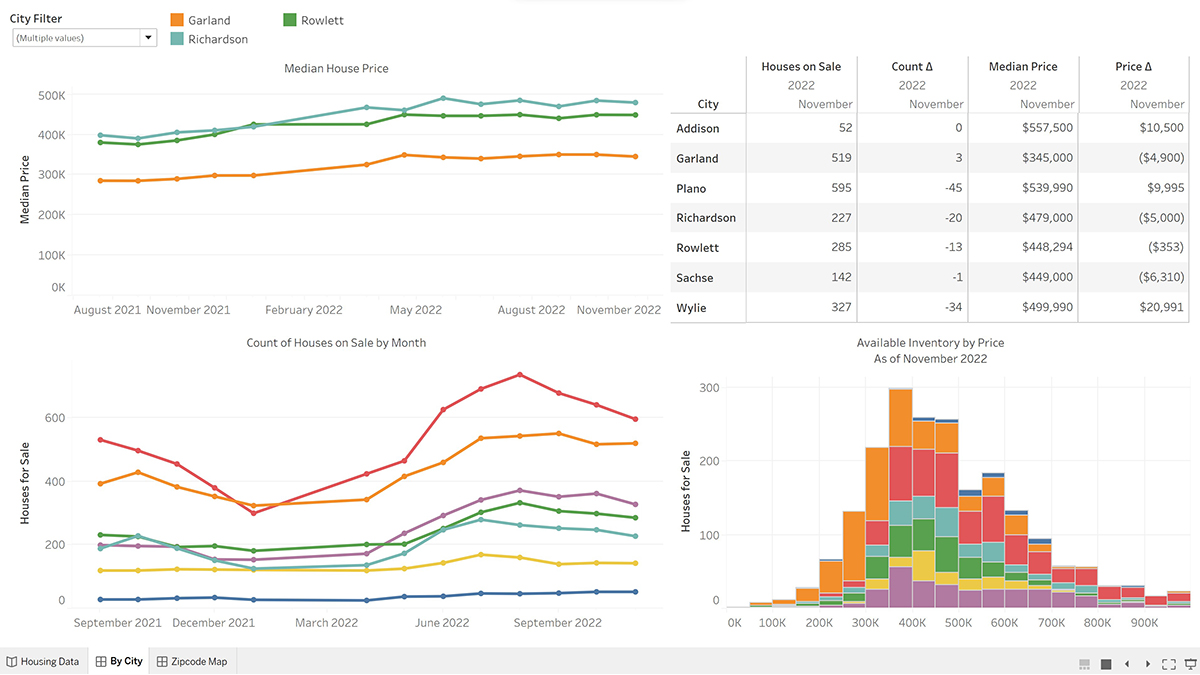 City Filter
(Multiple values)
Garland
Rowlett
Richardson
Median House Price
Median Price
500K
400K
300K
200K
100K
0K
August 2021 November 2021 February 2022 May 2022 August 2022 November 2022
Houses on Sale Count Δ Median Price Price Δ
2022 2022 2022 2022
City November November November November
Addison 52 0 $557,500 $10,500
Garland 519 3 $345,000 ($4,900)
Plano 595 -45 $539,990 $9,995
Richardson 227 -20 $479,000 ($5,000)
Rowlett 285 -13 $448,294 ($353)
Sachse 142 -1 $449,000 ($6,310)
Wylie 327 -34 $499,990 $20,991
Count of Houses on Sale by Month
Houses for Sale
600
400
200
0
September 2021 December 2021 March 2022 June 2022 September 2022
Available Inventory by Price
As of November 2022
Houses for Sale
300
200
100
0
0K 100K 200K 300K 400K 500K 600K 700K 800K 900K
Housing Data By City Zipcode Map